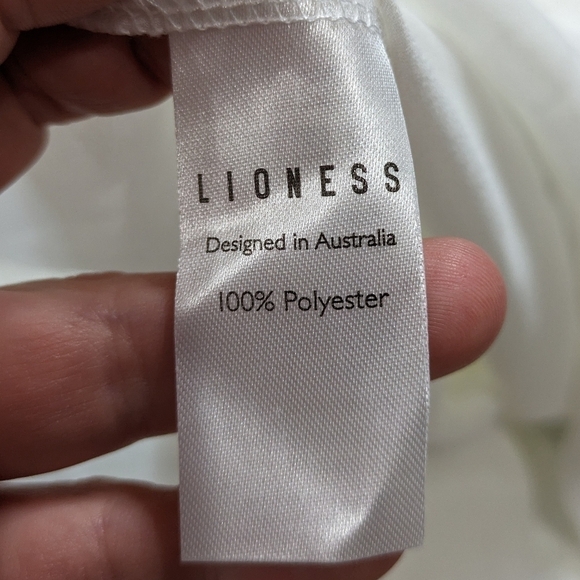 LIONESS
Designed in Australia
100% Polyester